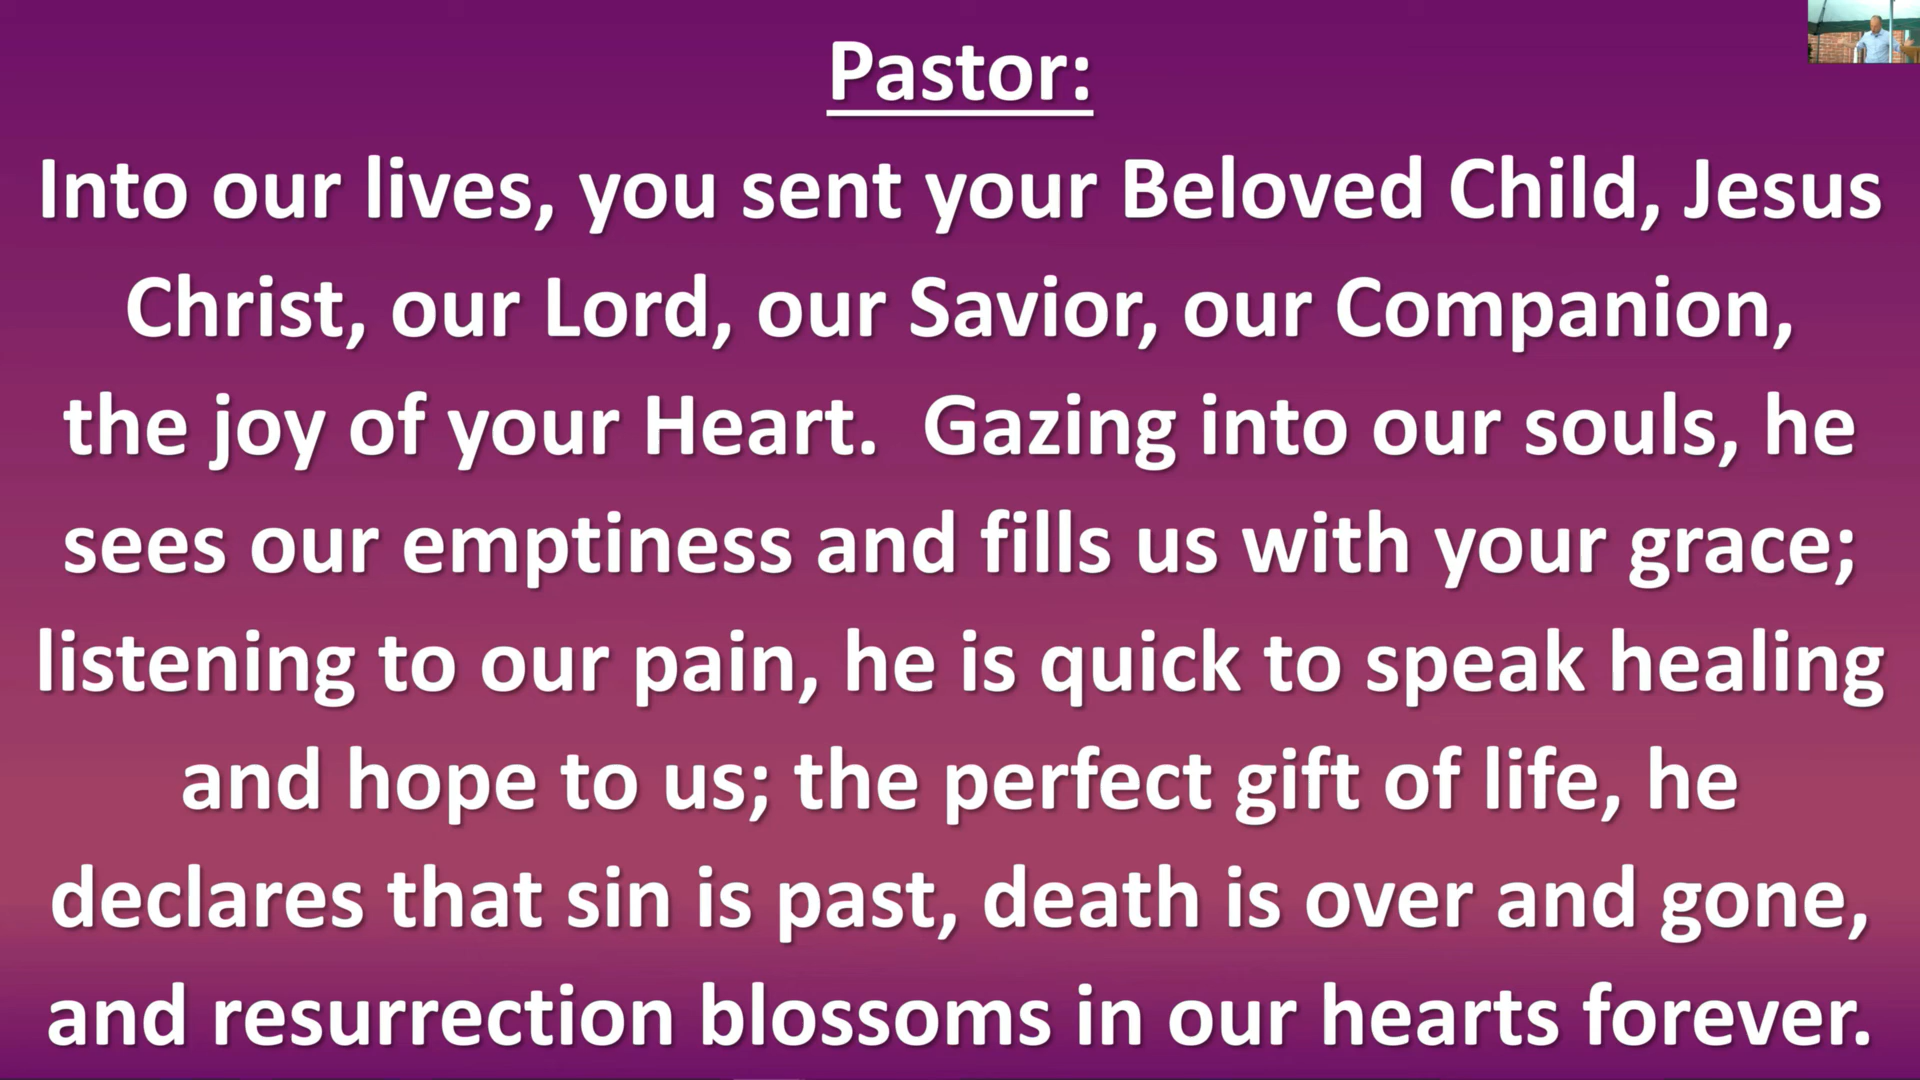 Pastor:
Into our lives, you sent your Beloved Child, Jesus
Christ, our Lord, our Savior, our Companion,
the joy of your Heart.  Gazing into our souls, he
sees our emptiness and fills us with your grace;
listening to our pain, he is quick to speak healing
and hope to us; the perfect gift of life, he
declares that sin is past, death is over and gone,
and resurrection blossoms in our hearts forever.